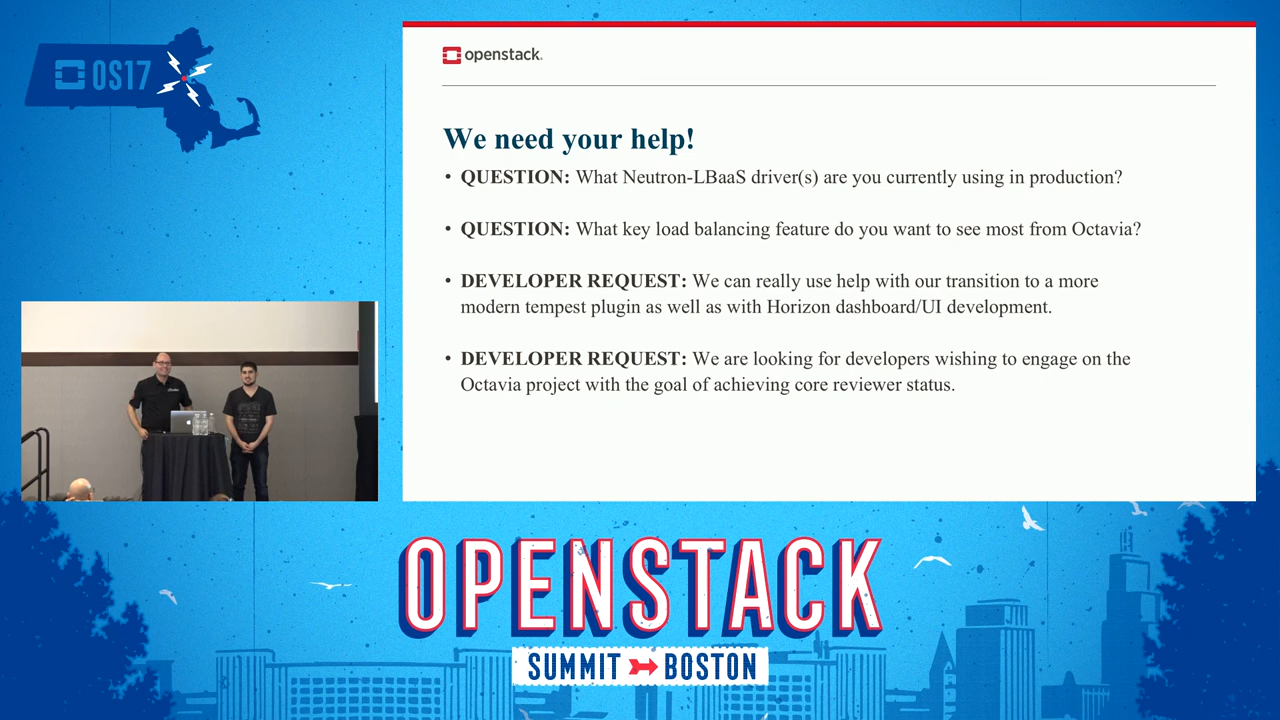 OS17
openstack.
We need your help!
• QUESTION: What Neutron-LBaaS driver(s) are you currently using in production?
• QUESTION: What key load balancing feature do you want to see most from Octavia?
• DEVELOPER REQUEST: We can really use help with our transition to a more
modern tempest plugin as well as with Horizon dashboard/UI development.
• DEVELOPER REQUEST: We are looking for developers wishing to engage on the
Octavia project with the goal of achieving core reviewer status.
OPENSTACK
SUMMIT BOSTON